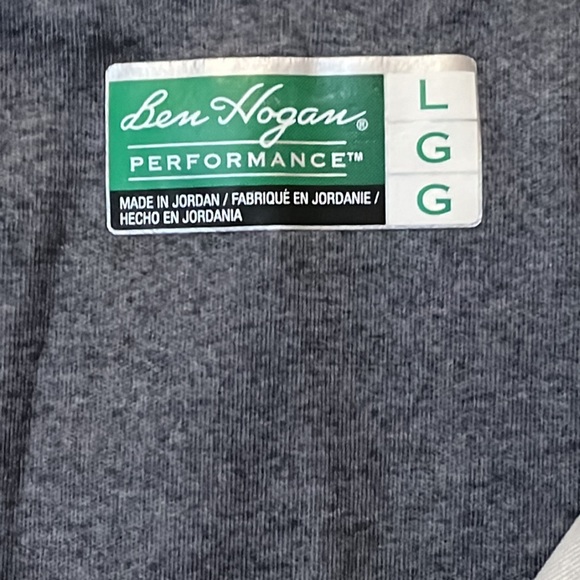 Ben Hogan®
PERFORMANCE™
MADE IN JORDAN / FABRIQUÉ EN JORDANIE /
HECHO EN JORDANIA
L
G
G